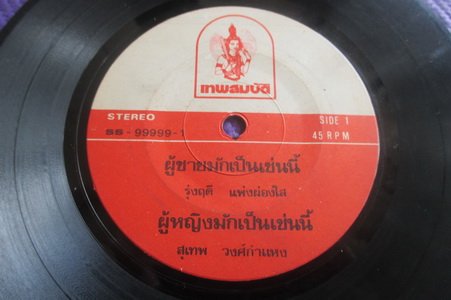 เทพสมบัติ
STEREO
SIDE 1
SS - 99999-1
45 RPM
ผู้ชายมักเป็นเช่นนี้
รุ่งฤดี แพ่งผ่องใส
ผู้หญิงมักเป็นเช่นนี้
สุเทพ วงศ์กำแหง